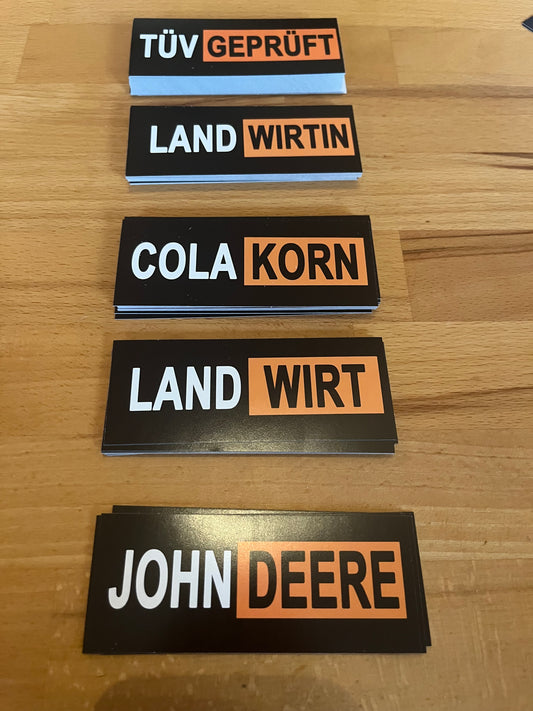 TÜV GEPRÜFT
LAND WIRTIN
COLA KORN
LAND WIRT
JOHN DEERE